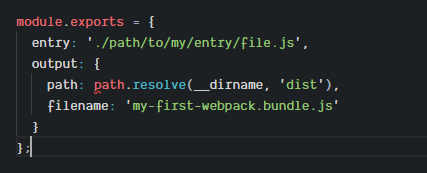 module.exports = {
  entry: './path/to/my/entry/file.js',
  output: {
    path: path.resolve(__dirname, 'dist'),
    filename: 'my-first-webpack.bundle.js'
  }
};